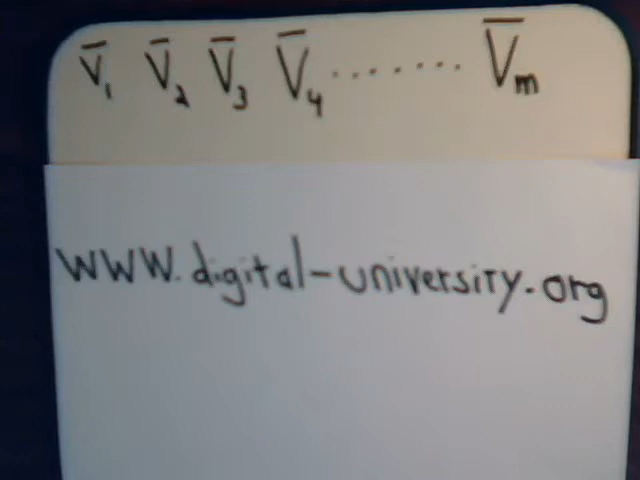 V̅₁ V̅₂ V̅₃ V̅₄ ........ V̅ₘ
www.digital-university.org